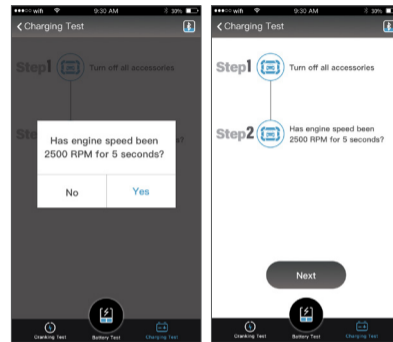 wifi 9:30 AM 30%
Charging Test
Step1 Turn off all accessories
Has engine speed been
2500 RPM for 5 seconds?
No Yes
Cranking Test Battery Test Charging Test
wifi 9:30 AM 30%
Charging Test
Step1 Turn off all accessories
Step2 Has engine speed been
2500 RPM for 5 seconds?
Next
Cranking Test Battery Test Charging Test